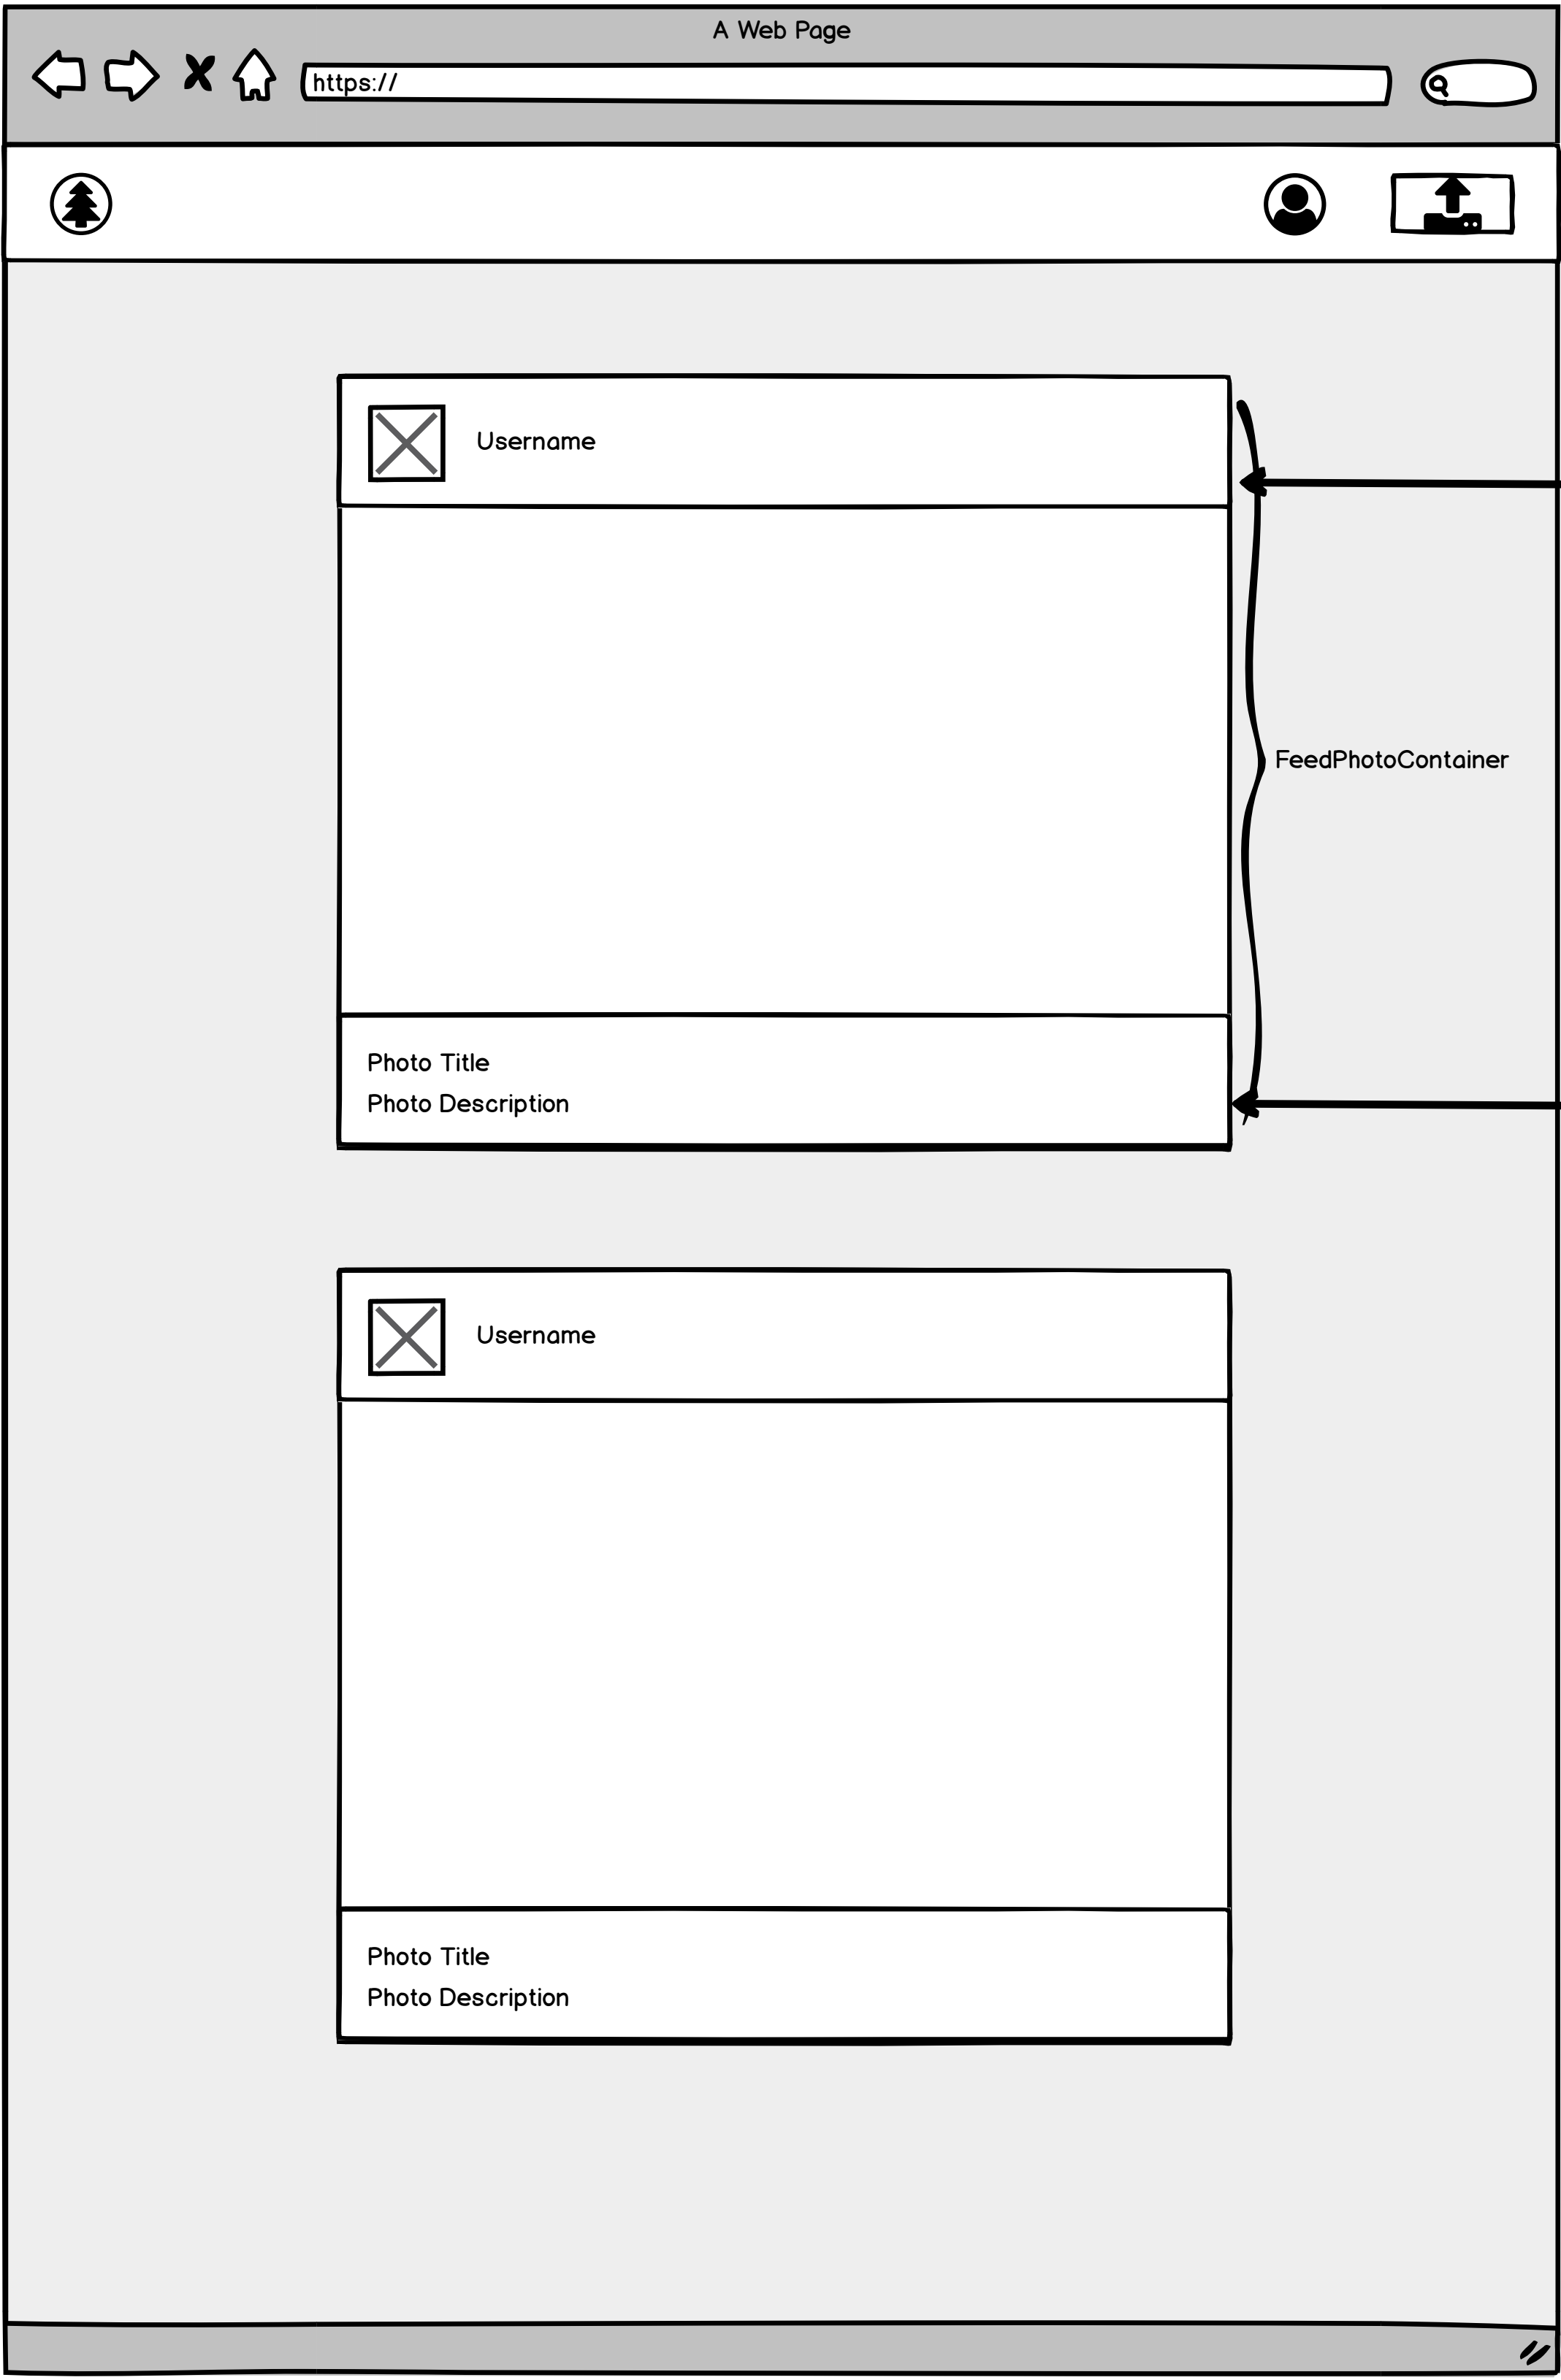 A Web Page
https://
Username
FeedPhotoContainer
Photo Title
Photo Description
Username
Photo Title
Photo Description